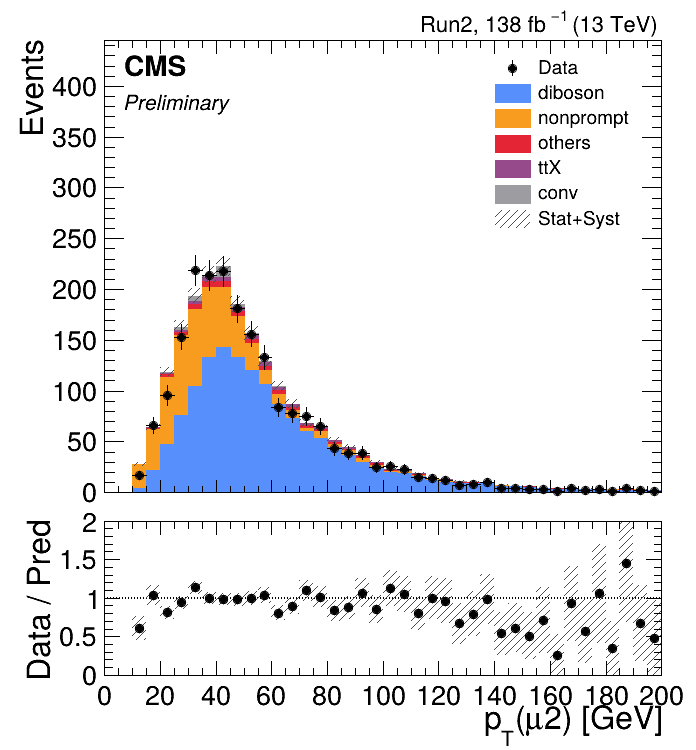 Run2, 138 fb⁻¹ (13 TeV)
CMS
Preliminary
Events
Data
diboson
nonprompt
others
ttX
conv
Stat+Syst
400
350
300
250
200
150
100
50
0
Data / Pred
2
1.5
1
0.5
0
0 20 40 60 80 100 120 140 160 180 200
p_T(μ2) [GeV]